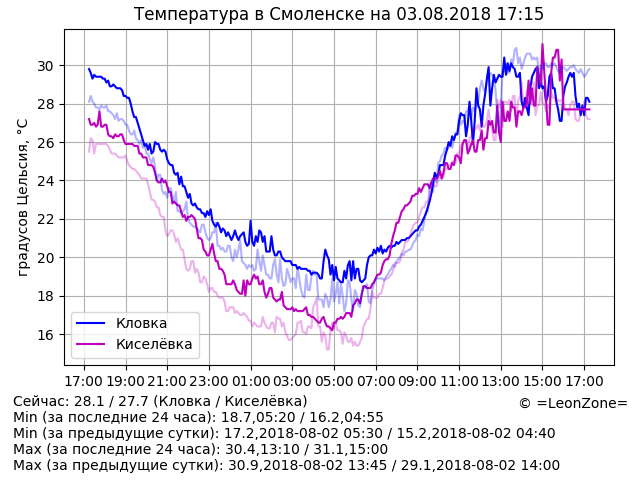 Температура в Смоленске на 03.08.2018 17:15
градусов Цельсия, °C
30
28
26
24
22
20
18
16
Кловка
Киселёвка
17:00 19:00 21:00 23:00 01:00 03:00 05:00 07:00 09:00 11:00 13:00 15:00 17:00
Сейчас: 28.1 / 27.7 (Кловка / Киселёвка)
© =LeonZone=
Min (за последние 24 часа): 18.7,05:20 / 16.2,04:55
Min (за предыдущие сутки): 17.2,2018-08-02 05:30 / 15.2,2018-08-02 04:40
Max (за последние 24 часа): 30.4,13:10 / 31.1,15:00
Max (за предыдущие сутки): 30.9,2018-08-02 13:45 / 29.1,2018-08-02 14:00